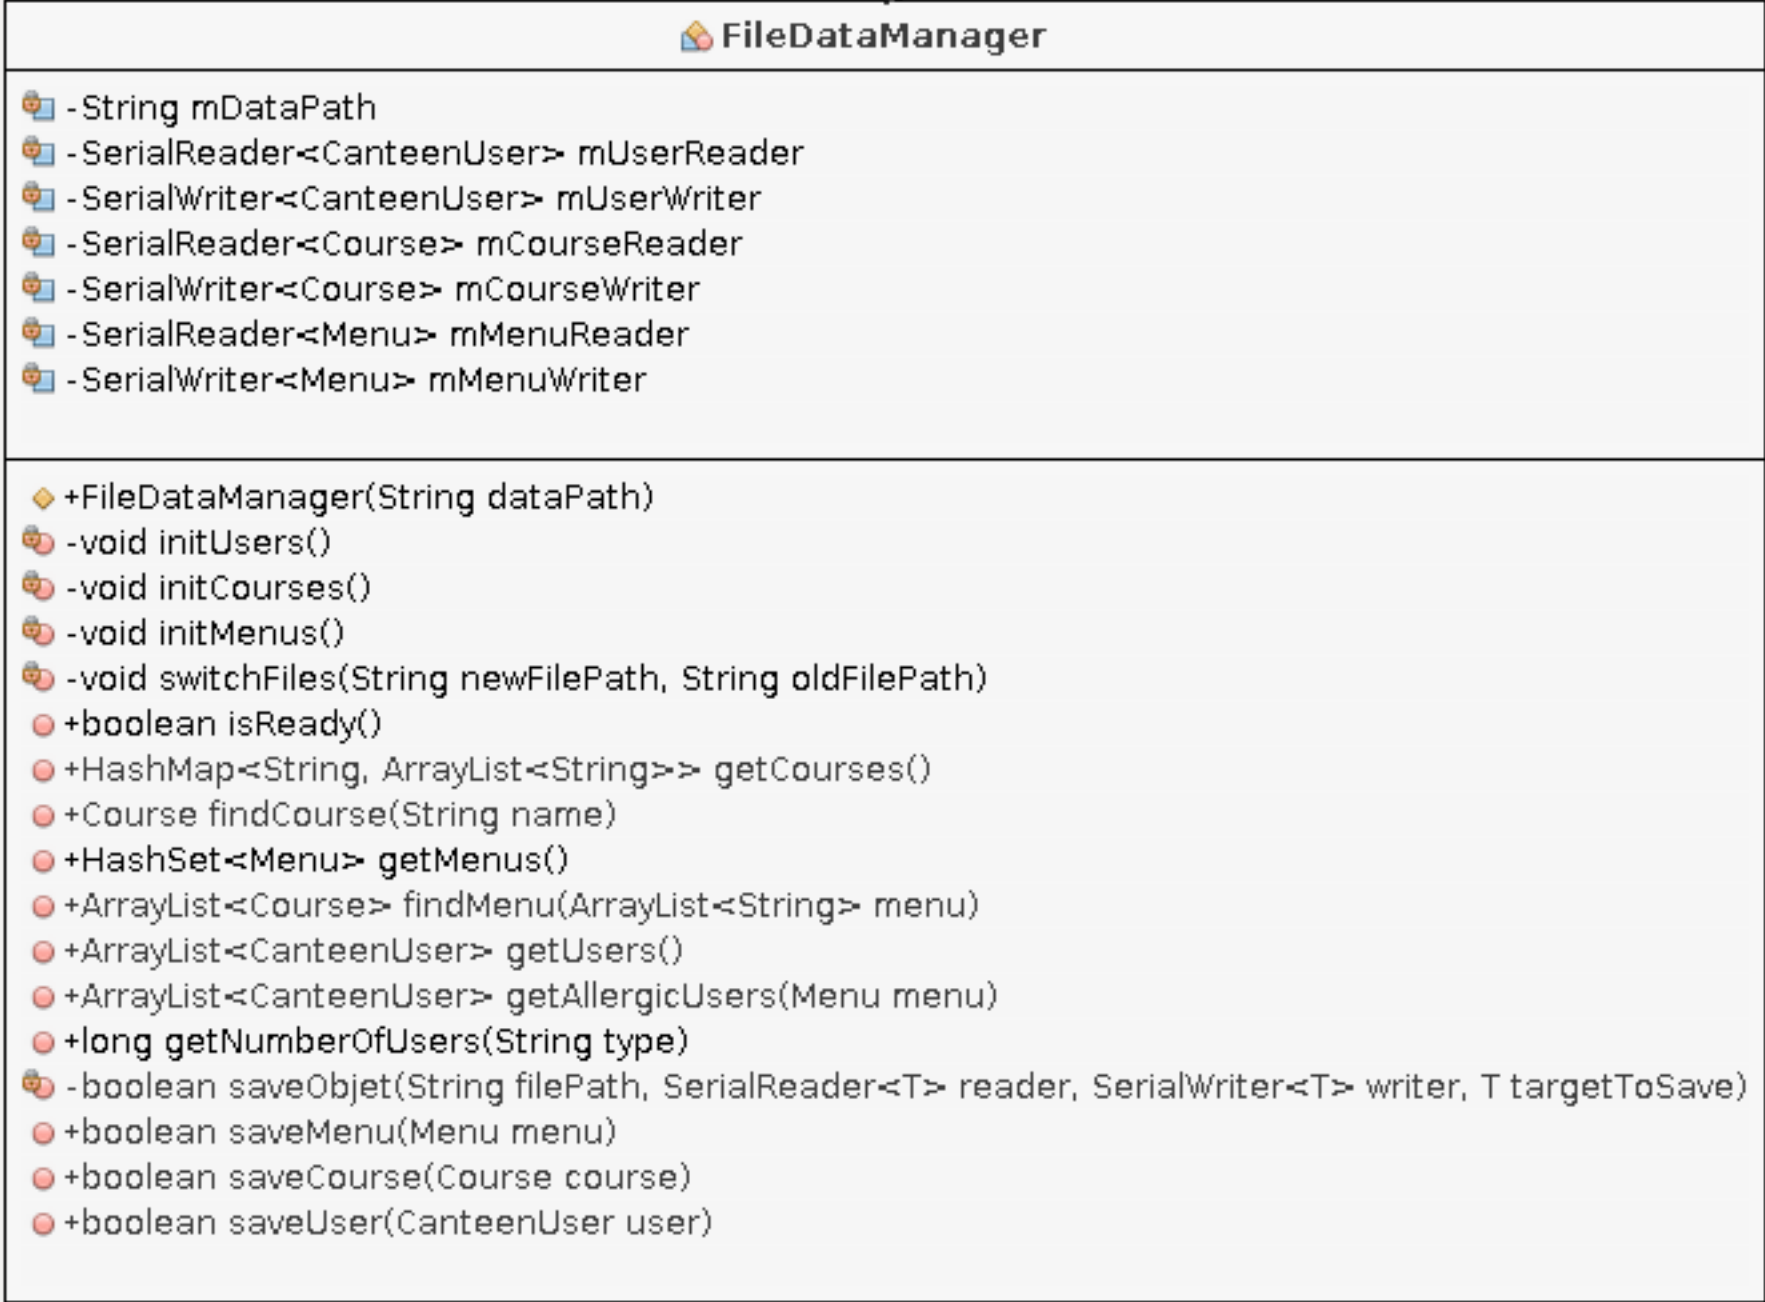 FileDataManager
-String mDataPath
-SerialReader<CanteenUser> mUserReader
-SerialWriter<CanteenUser> mUserWriter
-SerialReader<Course> mCourseReader
-SerialWriter<Course> mCourseWriter
-SerialReader<Menu> mMenuReader
-SerialWriter<Menu> mMenuWriter
+FileDataManager(String dataPath)
-void initUsers()
-void initCourses()
-void initMenus()
-void switchFiles(String newFilePath, String oldFilePath)
+boolean isReady()
+HashMap<String, ArrayList<String>> getCourses()
+Course findCourse(String name)
+HashSet<Menu> getMenus()
+ArrayList<Course> findMenu(ArrayList<String> menu)
+ArrayList<CanteenUser> getUsers()
+ArrayList<CanteenUser> getAllergicUsers(Menu menu)
+long getNumberOfUsers(String type)
-boolean saveObjet(String filePath, SerialReader<T> reader, SerialWriter<T> writer, T targetToSave)
+boolean saveMenu(Menu menu)
+boolean saveCourse(Course course)
+boolean saveUser(CanteenUser user)